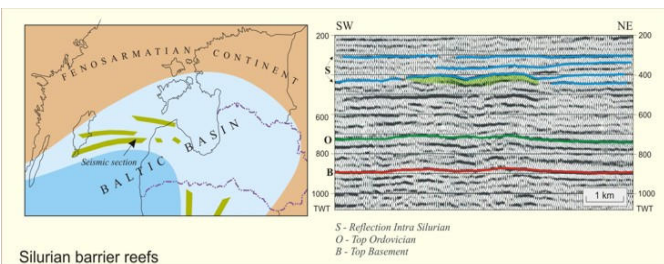 FENOSARMATIAN CONTINENT
Seismic section
BALTIC BASIN
SW NE
200 200
S
400 400
600 600
O
800 800
B
1000 1000
TWT TWT
1 km
S - Reflection Intra Silurian
O - Top Ordovician
B - Top Basement
Silurian barrier reefs